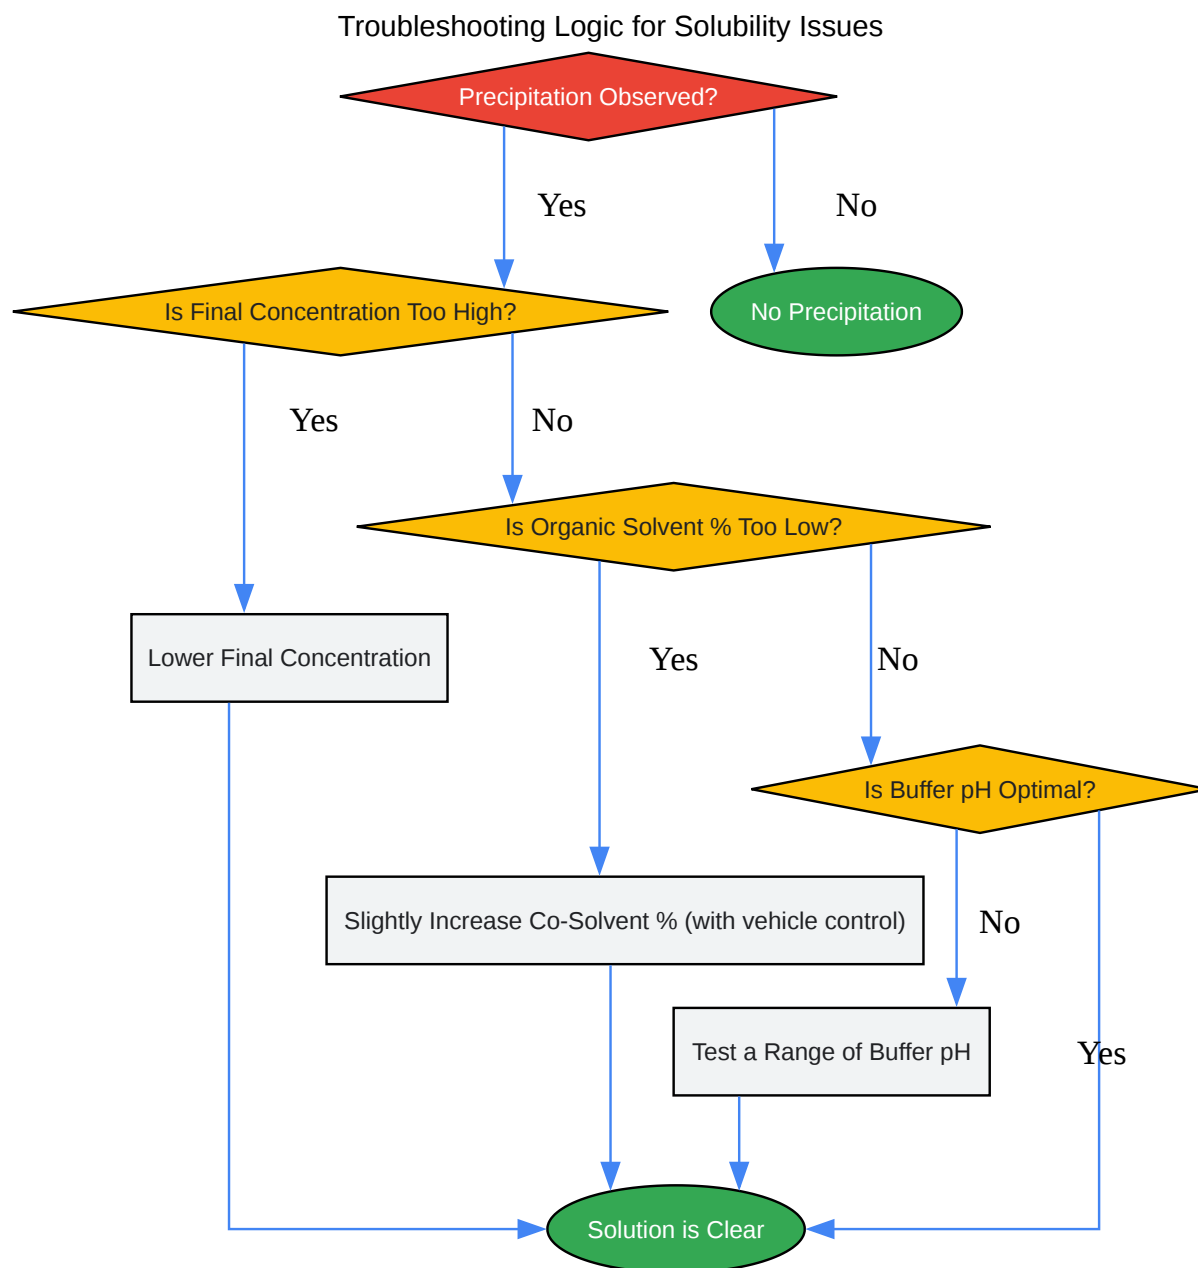 Troubleshooting Logic for Solubility Issues
Precipitation Observed?
Yes
No
Is Final Concentration Too High?
No Precipitation
Yes
No
Is Organic Solvent % Too Low?
Lower Final Concentration
Yes
No
Is Buffer pH Optimal?
Slightly Increase Co-Solvent % (with vehicle control)
No
Test a Range of Buffer pH
Yes
Solution is Clear